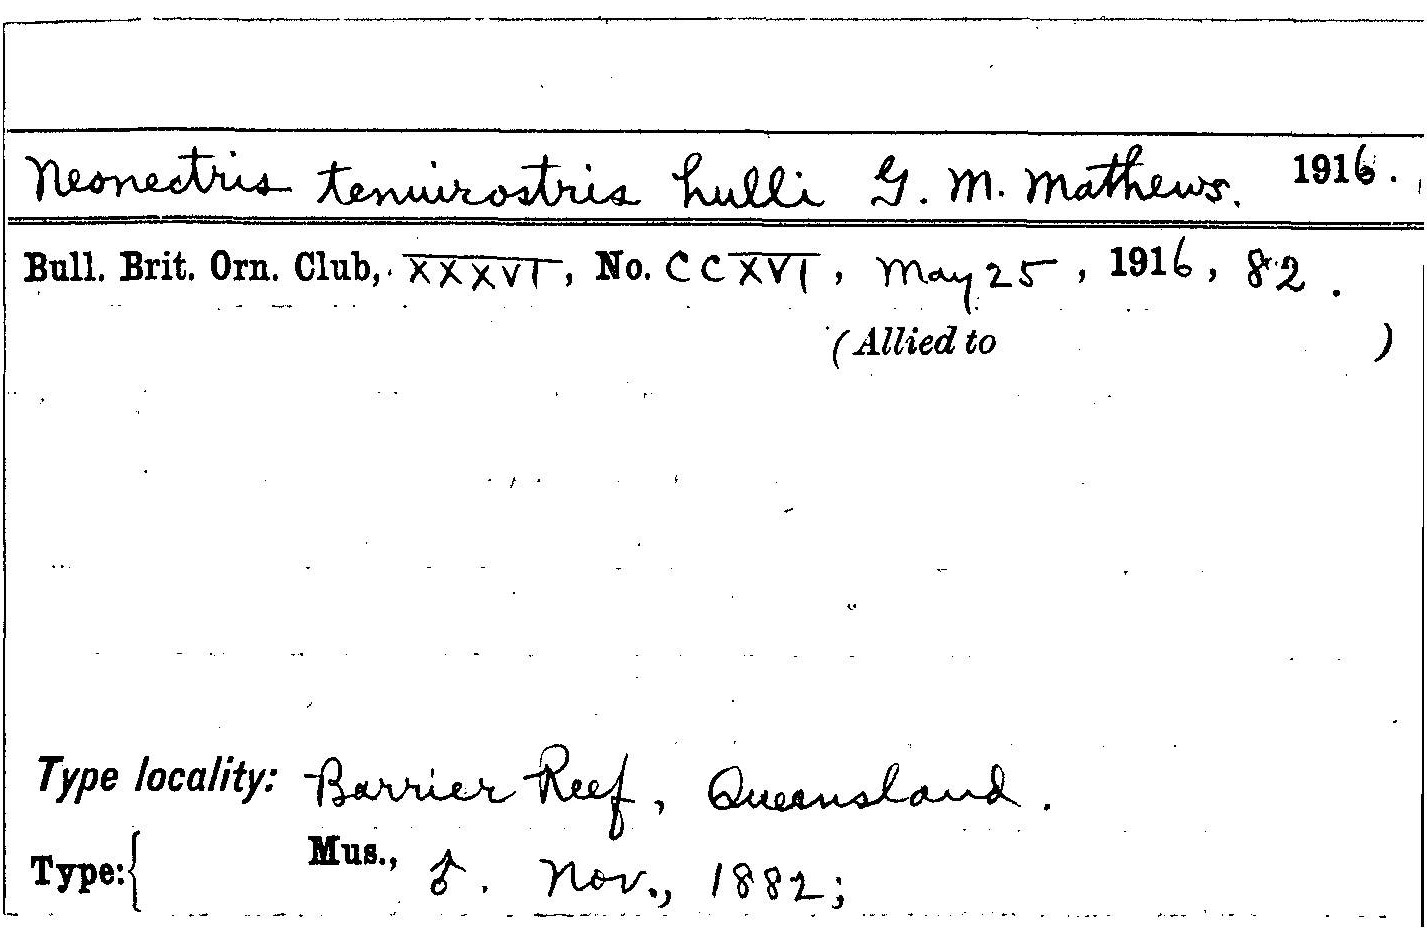 Neonectris tenuirostris hulli G. M. Mathews. 1916.
Bull. Brit. Orn. Club, XXXVI, No. CCXVI, May 25, 1916, 82.
(Allied to )
Type locality: Barrier Reef, Queensland.
Type:{ Mus., ♂. Nov., 1882;